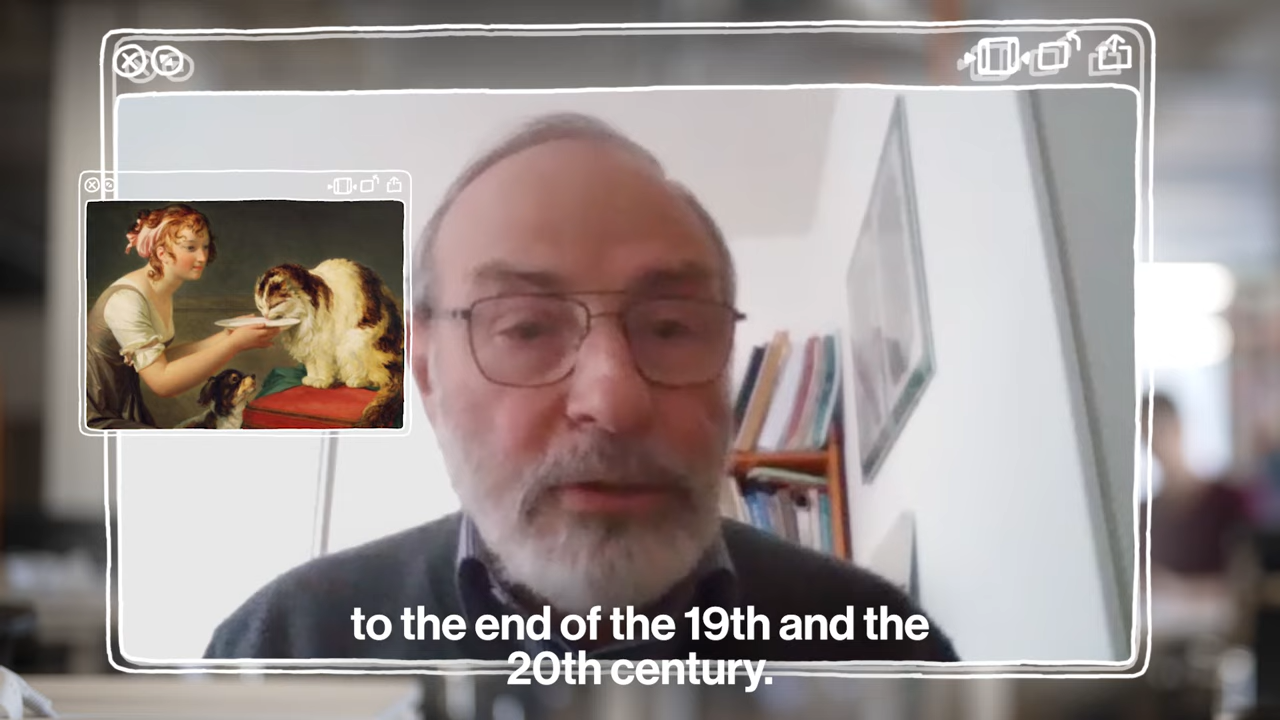 to the end of the 19th and the
20th century.